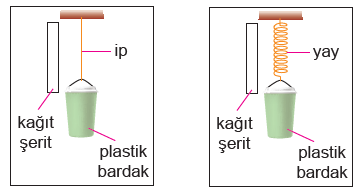 ip
kağıt
şerit
plastik
bardak
yay
kağıt
şerit
plastik
bardak